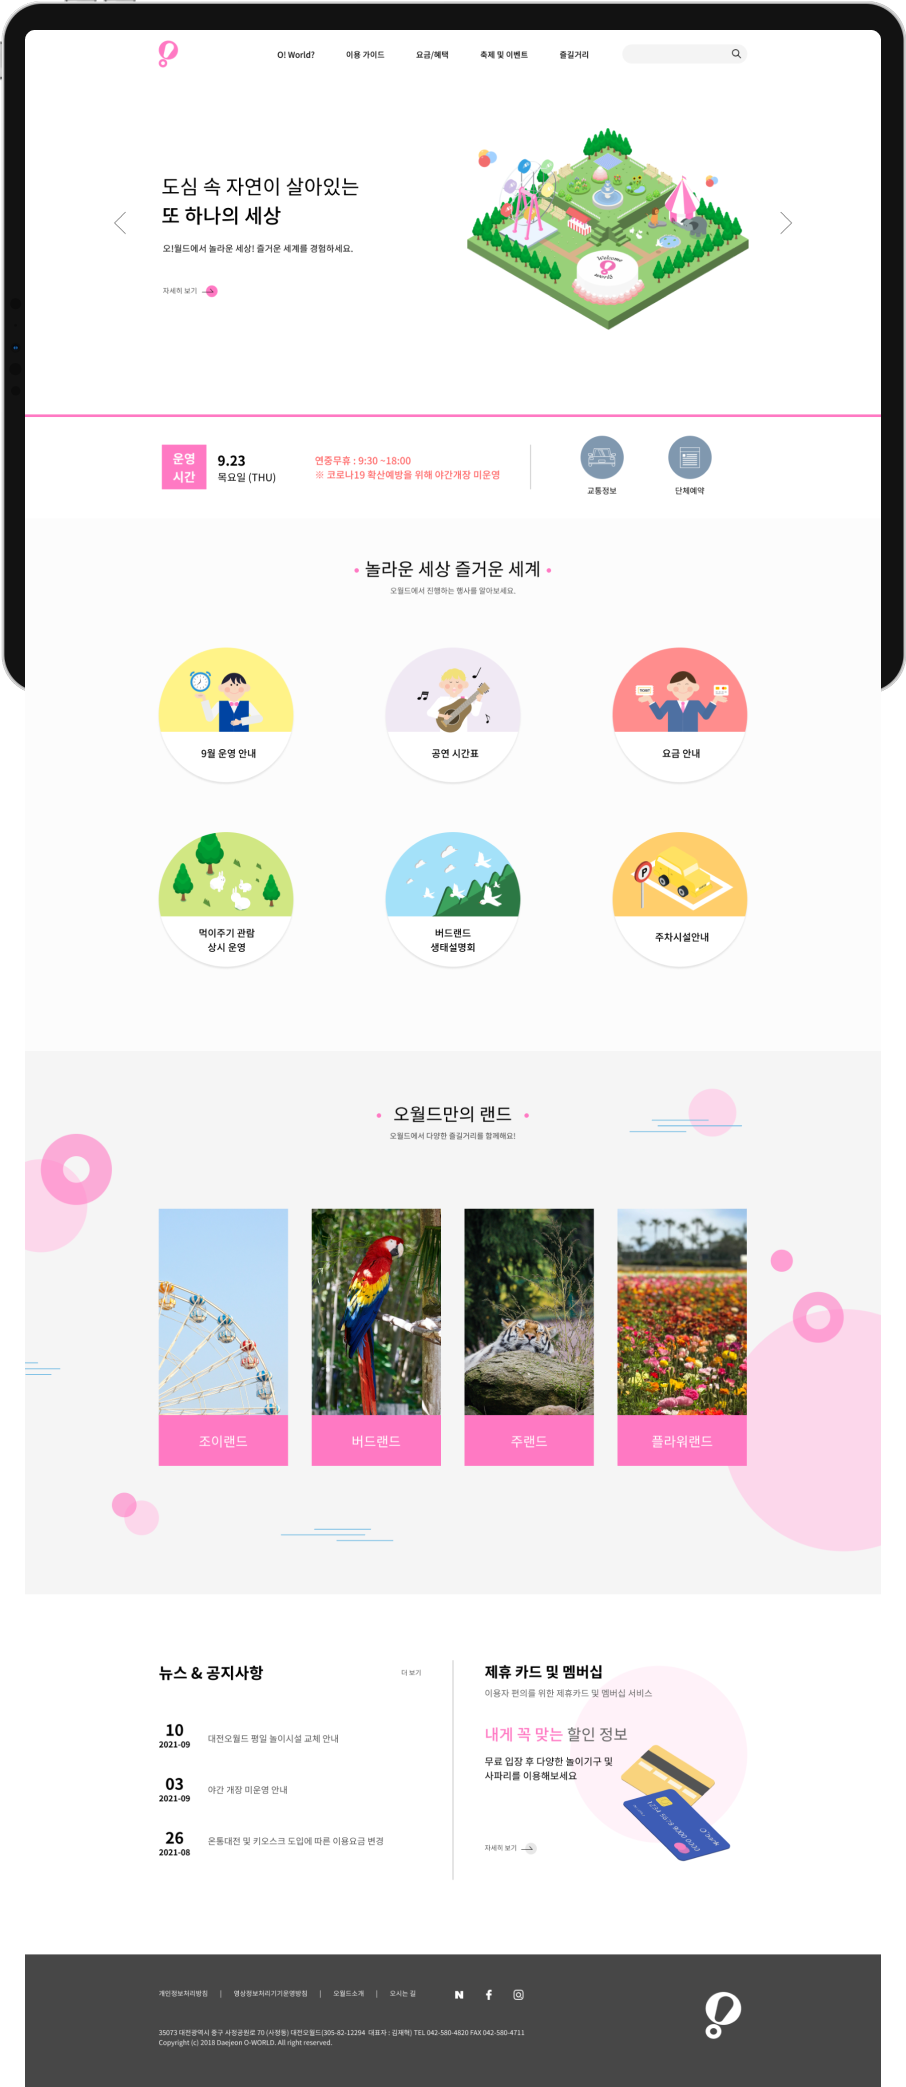 O! World?
이용 가이드
요금/혜택
축제 및 이벤트
즐길거리
도심 속 자연이 살아있는
또 하나의 세상
오!월드에서 놀라운 세상! 즐거운 세계를 경험하세요.
자세히 보기
Welcome
운영
시간
9.23
목요일 (THU)
연중무휴 : 9:30 ~18:00
※ 코로나19 확산예방을 위해 야간개장 미운영
교통정보
단체예약
놀라운 세상 즐거운 세계
오월드에서 진행하는 행사를 알아보세요.
9월 운영 안내
공연 시간표
요금 안내
먹이주기 관람
상시 운영
버드랜드
생태설명회
P
주차시설안내
오월드만의 랜드
오월드에서 다양한 즐길거리를 함께해요!
조이랜드
버드랜드
주랜드
플라워랜드
뉴스 & 공지사항
더 보기
10
2021-09
대전오월드 평일 놀이시설 교체 안내
03
2021-09
야간 개장 미운영 안내
26
2021-08
온통대전 및 키오스크 도입에 따른 이용요금 변경
제휴 카드 및 멤버십
이용자 편의를 위한 제휴카드 및 멤버십 서비스
내게 꼭 맞는 할인 정보
무료 입장 후 다양한 놀이기구 및
사파리를 이용해보세요
자세히 보기
개인정보처리방침 | 영상정보처리기기운영방침 | 오월드소개 | 오시는 길
35073 대전광역시 중구 사정공원로 70 (사정동) 대전오월드(305-82-12294 대표자 : 김재혁) TEL 042-580-4820 FAX 042-580-4711
Copyright (c) 2018 Daejeon O-WORLD. All right reserved.